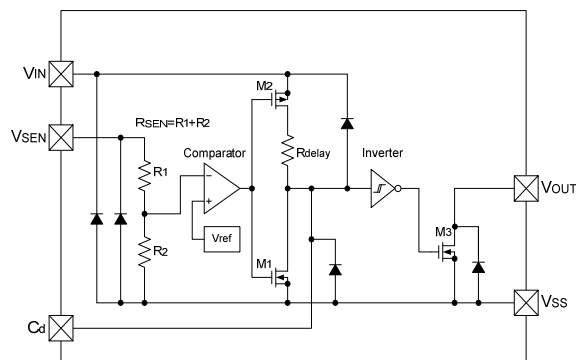 VIN
M2
VSEN
RSEN=R1+R2
Comparator
Rdelay
Inverter
R1
−
+
Vref
VOUT
R2
M3
M1
VSS
Cd